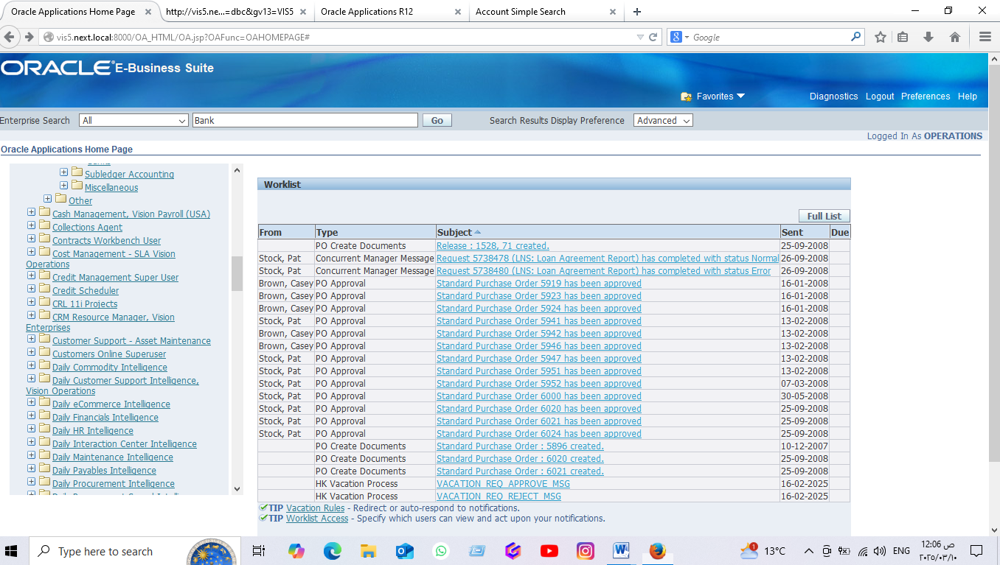 Oracle Applications Home Page
http://vis5.ne...=dbc&gv13=VIS5
Oracle Applications R12
Account Simple Search
vis5.next.local:8000/OA_HTML/OA.jsp?OAFunc=OAHOMEPAGE#
Google
ORACLE E-Business Suite
Favorites
Diagnostics Logout Preferences Help
Enterprise Search All Bank Go Search Results Display Preference Advanced
Logged In As OPERATIONS
Oracle Applications Home Page
Subledger Accounting
Miscellaneous
Other
Cash Management, Vision Payroll (USA)
Collections Agent
Contracts Workbench User
Cost Management - SLA Vision
Operations
Credit Management Super User
Credit Scheduler
CRL 11i Projects
CRM Resource Manager, Vision
Enterprises
Customer Support - Asset Maintenance
Customers Online Superuser
Daily Commodity Intelligence
Daily Customer Support Intelligence,
Vision Operations
Daily eCommerce Intelligence
Daily Financials Intelligence
Daily HR Intelligence
Daily Interaction Center Intelligence
Daily Maintenance Intelligence
Daily Payables Intelligence
Daily Procurement Intelligence
Worklist
Full List
From Type Subject Sent Due
PO Create Documents Release : 1528, 71 created. 25-09-2008
Stock, Pat Concurrent Manager Message Request 5738478 (LNS: Loan Agreement Report) has completed with status Normal 26-09-2008
Stock, Pat Concurrent Manager Message Request 5738480 (LNS: Loan Agreement Report) has completed with status Error 26-09-2008
Brown, Casey PO Approval Standard Purchase Order 5919 has been approved 16-01-2008
Brown, Casey PO Approval Standard Purchase Order 5923 has been approved 16-01-2008
Brown, Casey PO Approval Standard Purchase Order 5924 has been approved 16-01-2008
Stock, Pat PO Approval Standard Purchase Order 5941 has been approved 13-02-2008
Brown, Casey PO Approval Standard Purchase Order 5942 has been approved 13-02-2008
Brown, Casey PO Approval Standard Purchase Order 5946 has been approved 13-02-2008
Stock, Pat PO Approval Standard Purchase Order 5947 has been approved 13-02-2008
Stock, Pat PO Approval Standard Purchase Order 5951 has been approved 13-02-2008
Stock, Pat PO Approval Standard Purchase Order 5952 has been approved 07-03-2008
Stock, Pat PO Approval Standard Purchase Order 6000 has been approved 30-05-2008
Stock, Pat PO Approval Standard Purchase Order 6020 has been approved 25-09-2008
Stock, Pat PO Approval Standard Purchase Order 6021 has been approved 25-09-2008
Stock, Pat PO Approval Standard Purchase Order 6024 has been approved 25-09-2008
PO Create Documents Standard Purchase Order : 5896 created. 10-12-2007
PO Create Documents Standard Purchase Order : 6020 created. 25-09-2008
PO Create Documents Standard Purchase Order : 6021 created. 25-09-2008
HK Vacation Process VACATION_REQ_APPROVE_MSG 16-02-2025
HK Vacation Process VACATION_REQ_REJECT_MSG 16-02-2025
TIP Vacation Rules - Redirect or auto-respond to notifications.
TIP Worklist Access - Specify which users can view and act upon your notifications.
Type here to search
1
13°C
ENG
12:06 ص
٢٠٢٥/٠٣/١٠